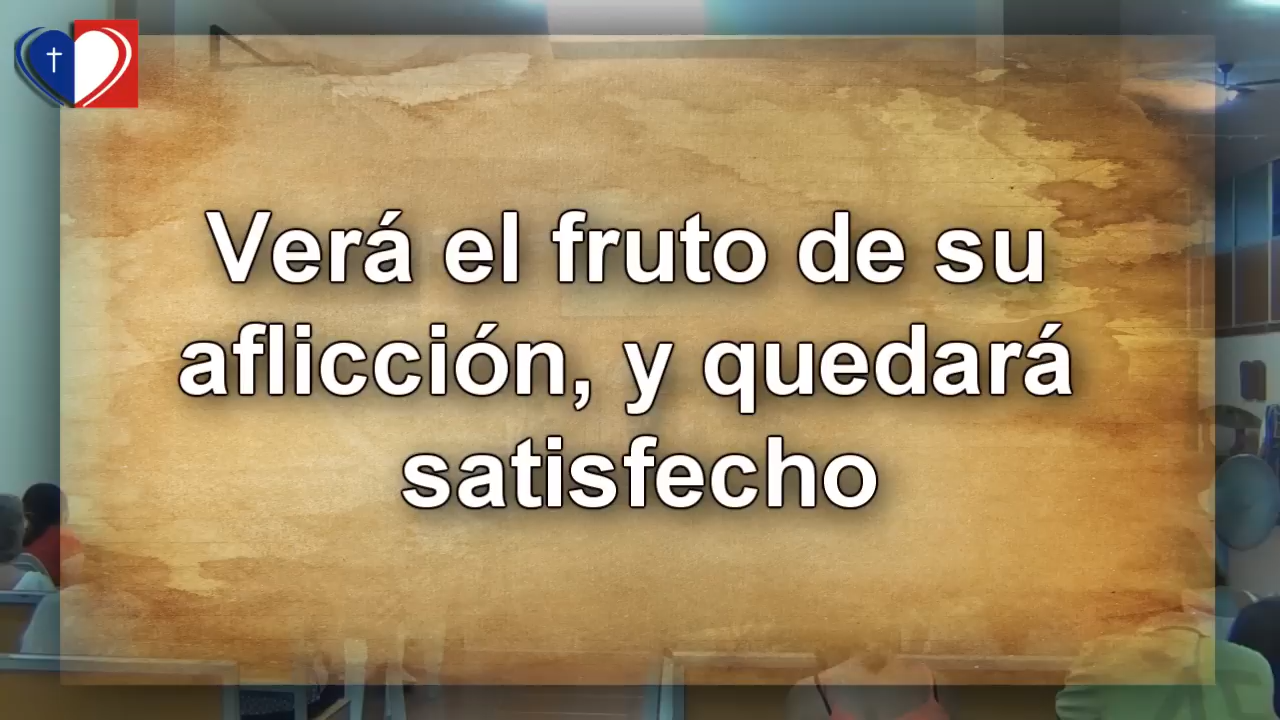 Verá el fruto de su
aflicción, y quedará
satisfecho